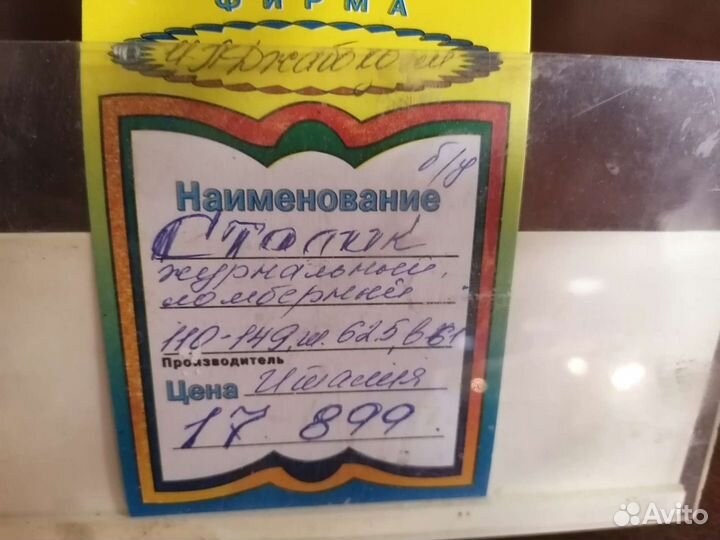 ФИРМА
б/у
Наименование
Столик
журнальный,
ломберный
110-149, ш. 62.5, в 61
Производитель
Италия
Цена
17 899
Avito